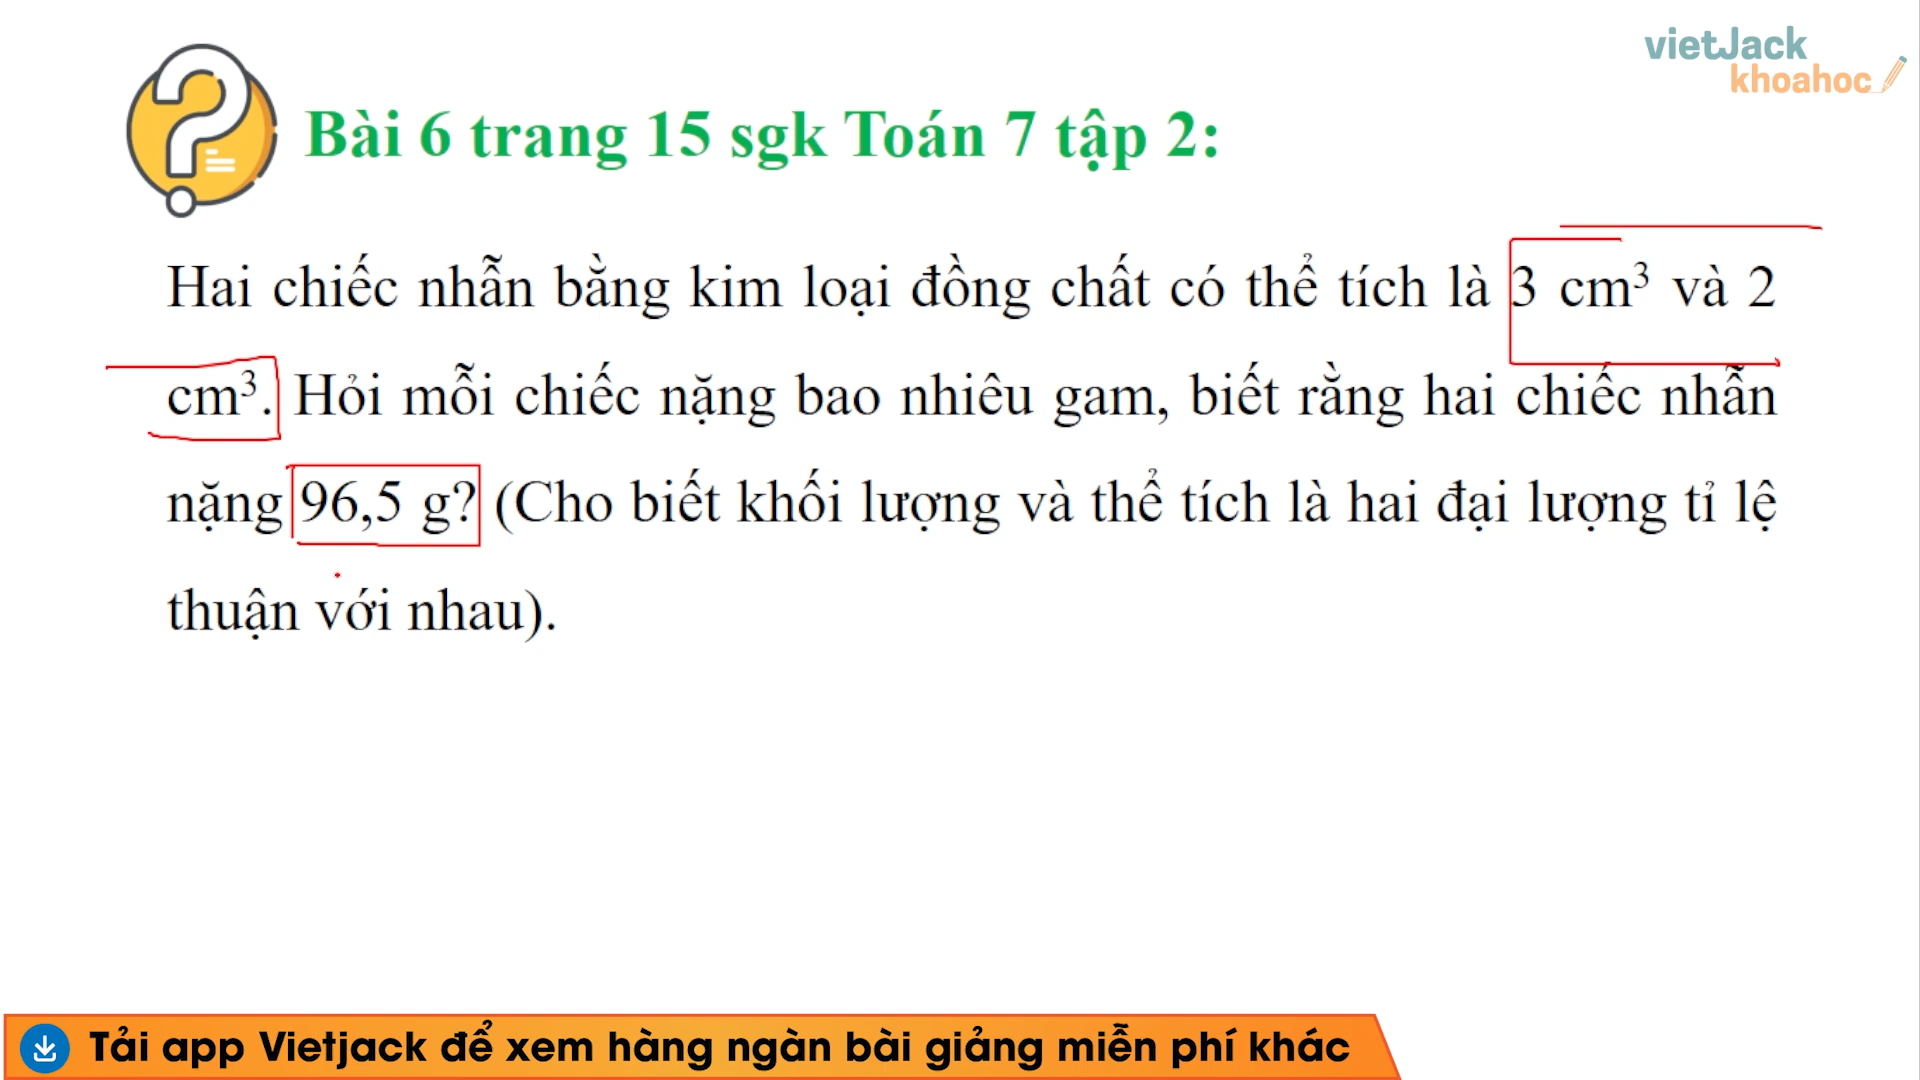 vietJack
khoahoc
Bài 6 trang 15 sgk Toán 7 tập 2:
Hai chiếc nhẫn bằng kim loại đồng chất có thể tích là 3 cm³ và 2
cm³. Hỏi mỗi chiếc nặng bao nhiêu gam, biết rằng hai chiếc nhẫn
nặng 96,5 g? (Cho biết khối lượng và thể tích là hai đại lượng tỉ lệ
thuận với nhau).
Tải app Vietjack để xem hàng ngàn bài giảng miễn phí khác